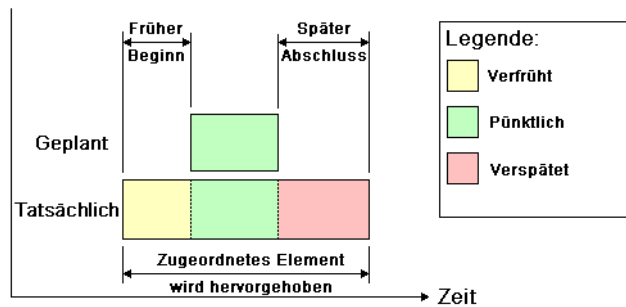 Früher
Beginn
Später
Abschluss
Geplant
Tatsächlich
Zugeordnetes Element
wird hervorgehoben
Zeit
Legende:
Verfrüht
Pünktlich
Verspätet